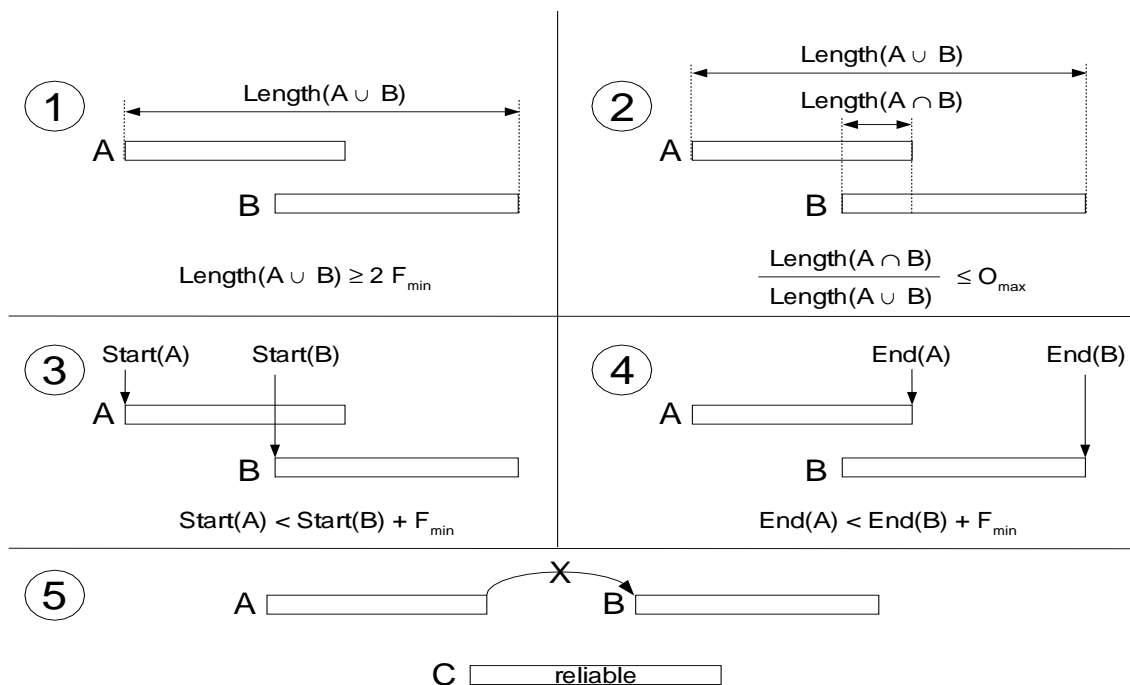 1
Length(A ∪ B)
A
B
Length(A ∪ B) ≥ 2 F_min
2
Length(A ∪ B)
Length(A ∩ B)
A
B
Length(A ∩ B)
Length(A ∪ B)
≤ O_max
3
Start(A) Start(B)
A
B
Start(A) < Start(B) + F_min
4
End(A) End(B)
A
B
End(A) < End(B) + F_min
5
X
A B
C reliable